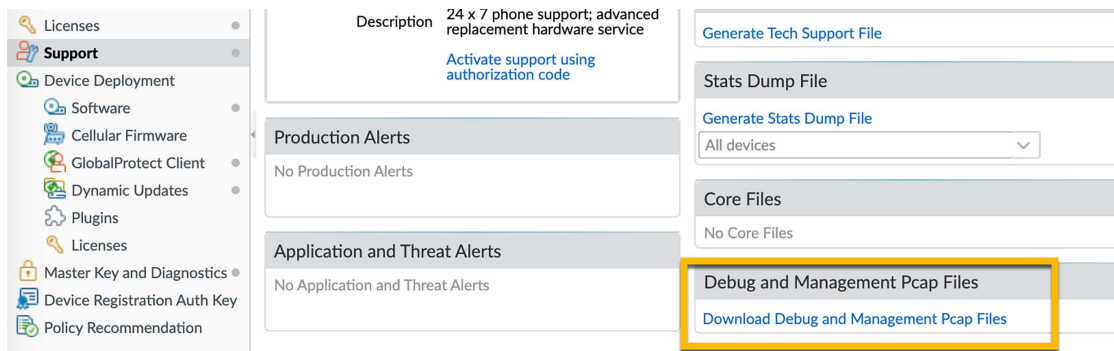 Licenses
Support
Device Deployment
Software
Cellular Firmware
GlobalProtect Client
Dynamic Updates
Plugins
Licenses
Master Key and Diagnostics
Device Registration Auth Key
Policy Recommendation
Description
24 x 7 phone support; advanced
replacement hardware service
Activate support using
authorization code
Production Alerts
No Production Alerts
Application and Threat Alerts
No Application and Threat Alerts
Generate Tech Support File
Stats Dump File
Generate Stats Dump File
All devices
Core Files
No Core Files
Debug and Management Pcap Files
Download Debug and Management Pcap Files